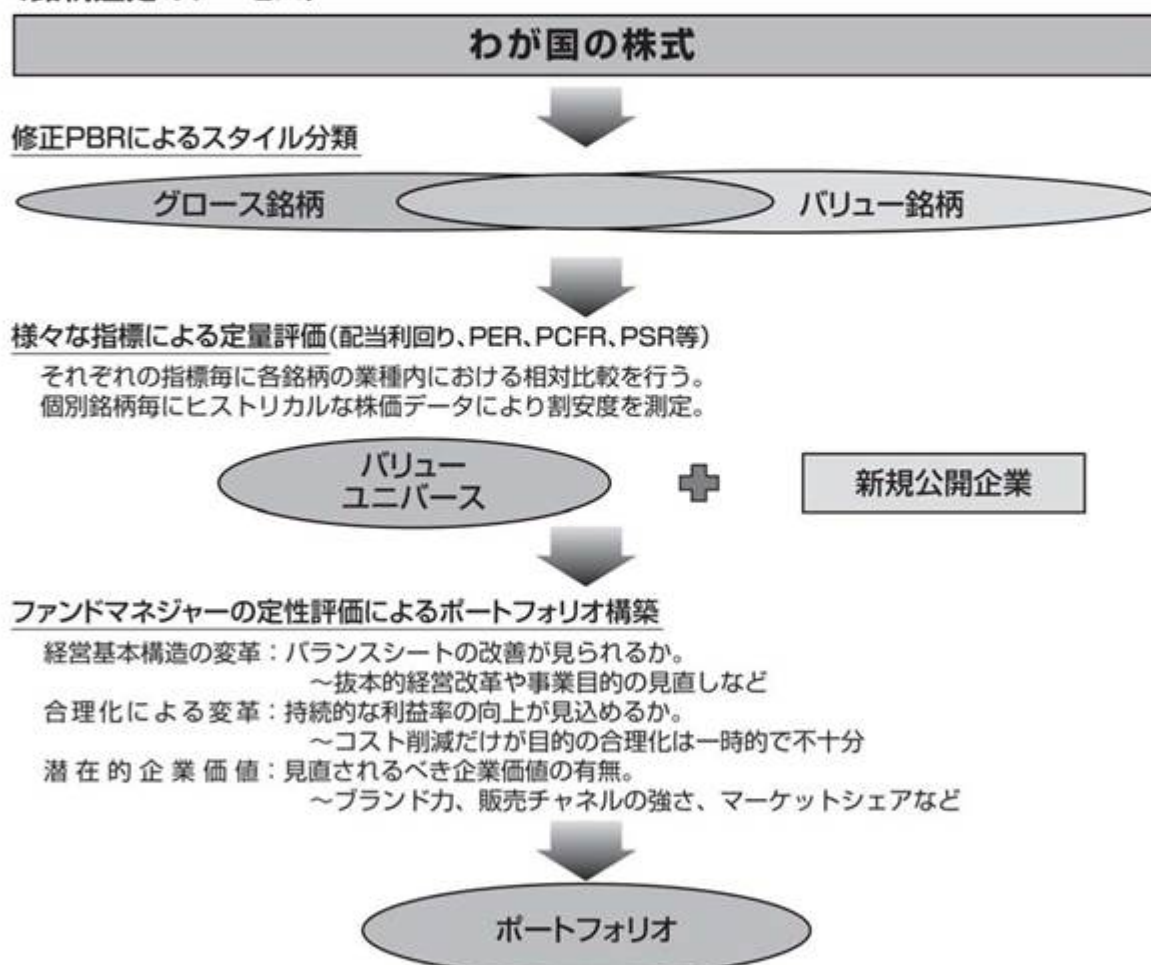 わが国の株式
修正PBRによるスタイル分類
グロース銘柄
バリュー銘柄
様々な指標による定量評価(配当利回り、PER、PCFR、PSR等)
それぞれの指標毎に各銘柄の業種内における相対比較を行う。
個別銘柄毎にヒストリカルな株価データにより割安度を測定。
バリュー
ユニバース
新規公開企業
ファンドマネジャーの定性評価によるポートフォリオ構築
経営基本構造の変革:バランスシートの改善が見られるか。
~抜本的経営改革や事業目的の見直しなど
合理化による変革:持続的な利益率の向上が見込めるか。
~コスト削減だけが目的の合理化は一時的で不十分
潜在的企業価値:見直されるべき企業価値の有無。
~ブランド力、販売チャネルの強さ、マーケットシェアなど
ポートフォリオ